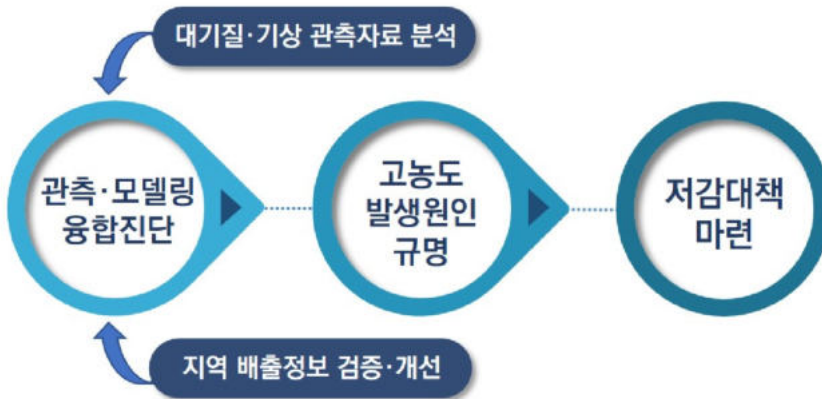 대기질·기상 관측자료 분석
관측·모델링
융합진단
고농도
발생원인
규명
저감대책
마련
지역 배출정보 검증·개선